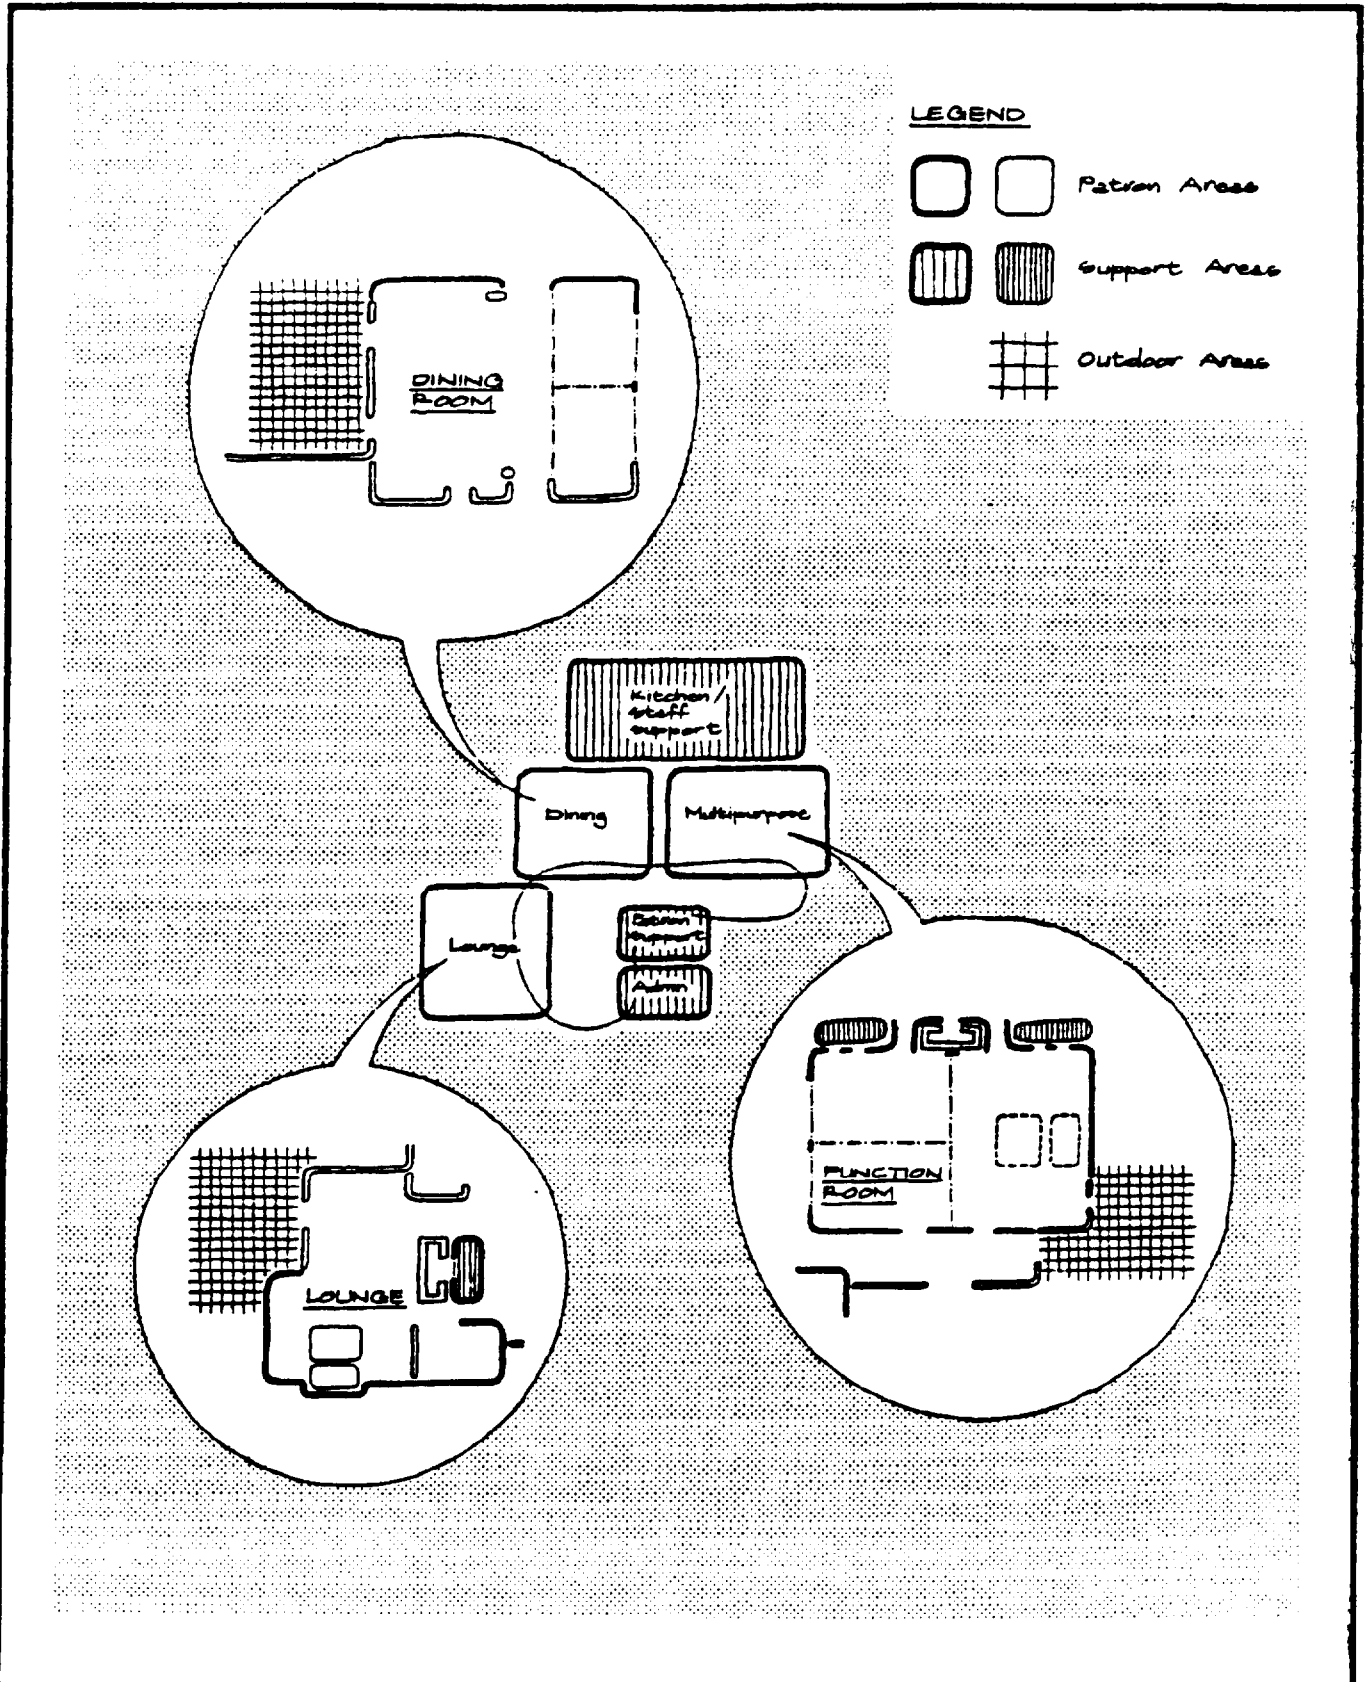 LEGEND
Patron Areas
Support Areas
Outdoor Areas
DINING
ROOM
Kitchen /
staff
support
Dining
Multipurpose
Patron
support
Lounge
Admin
FUNCTION
ROOM
LOUNGE